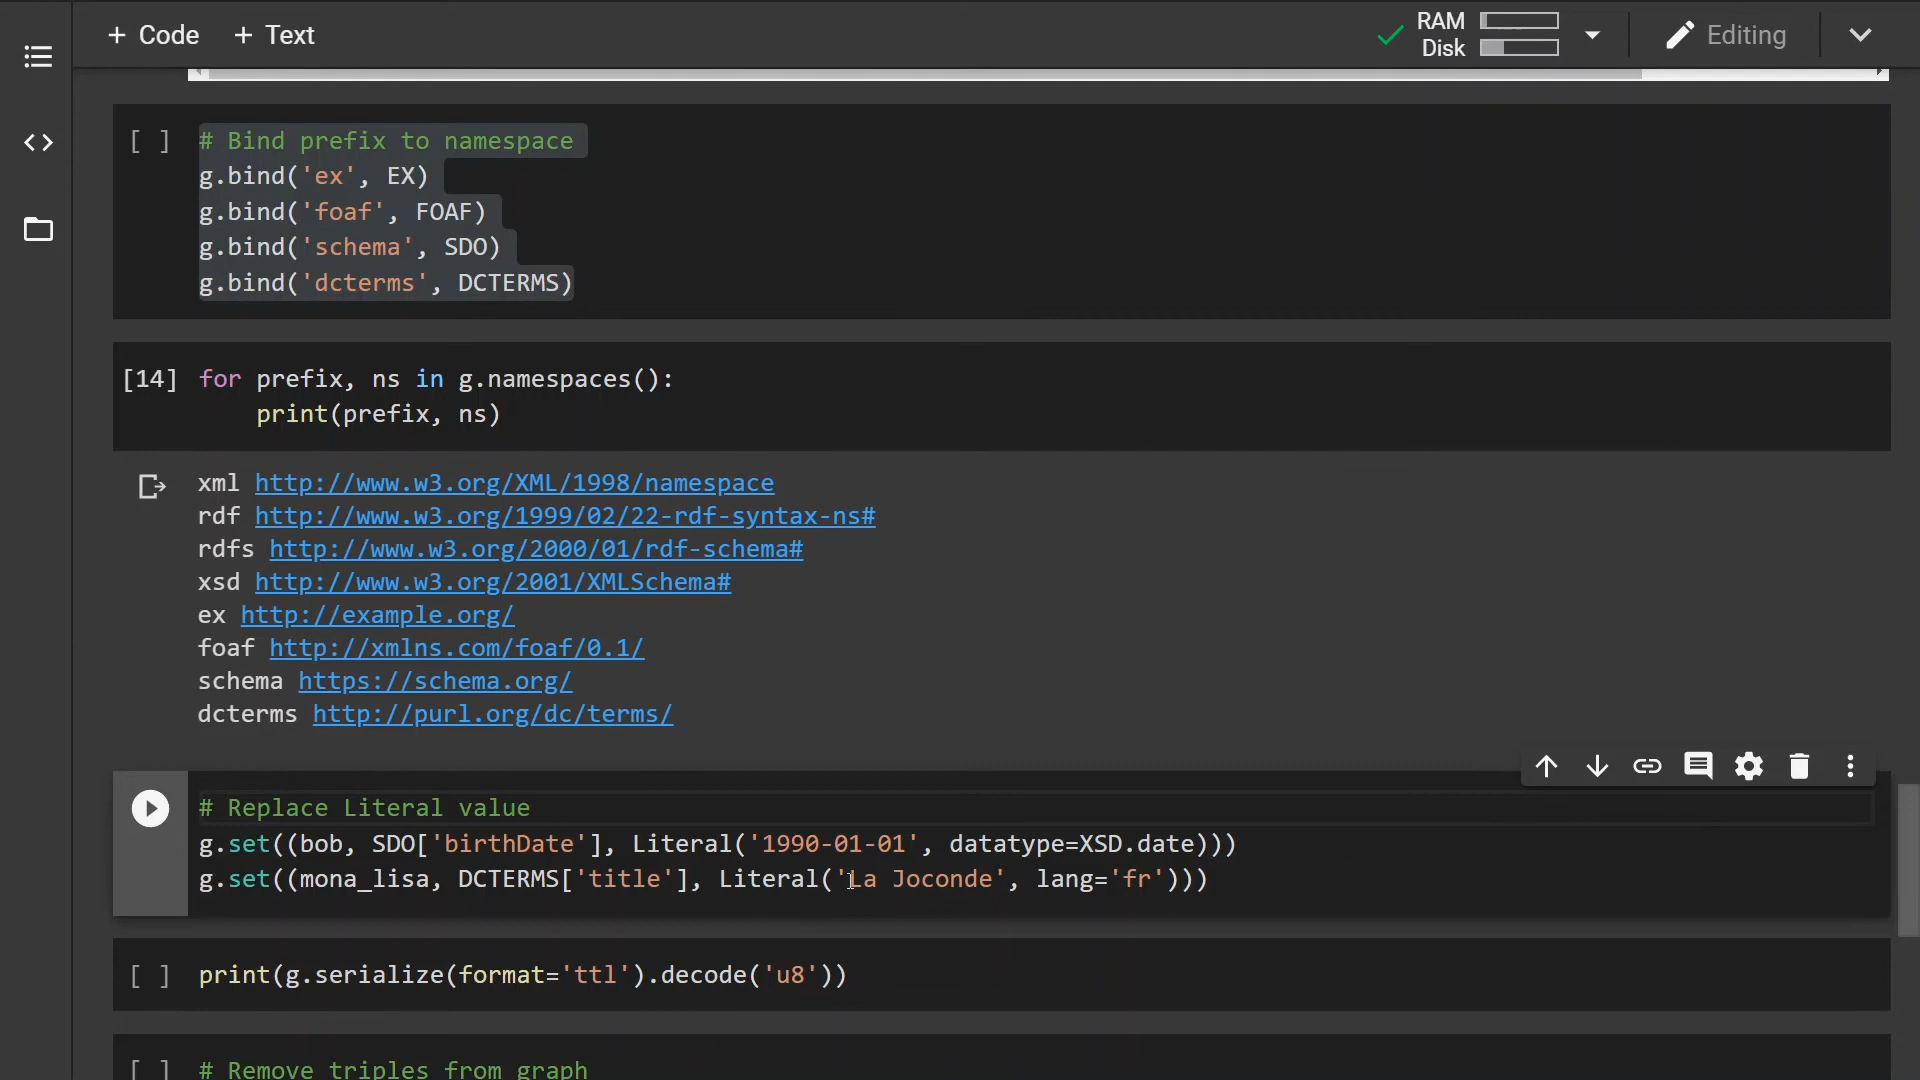 + Code + Text
RAM
Disk
Editing
[ ] # Bind prefix to namespace
g.bind('ex', EX)
g.bind('foaf', FOAF)
g.bind('schema', SDO)
g.bind('dcterms', DCTERMS)
[14] for prefix, ns in g.namespaces():
print(prefix, ns)
xml http://www.w3.org/XML/1998/namespace
rdf http://www.w3.org/1999/02/22-rdf-syntax-ns#
rdfs http://www.w3.org/2000/01/rdf-schema#
xsd http://www.w3.org/2001/XMLSchema#
ex http://example.org/
foaf http://xmlns.com/foaf/0.1/
schema https://schema.org/
dcterms http://purl.org/dc/terms/
# Replace Literal value
g.set((bob, SDO['birthDate'], Literal('1990-01-01', datatype=XSD.date)))
g.set((mona_lisa, DCTERMS['title'], Literal('La Joconde', lang='fr')))
[ ] print(g.serialize(format='ttl').decode('u8'))
[ ] # Remove triples from graph